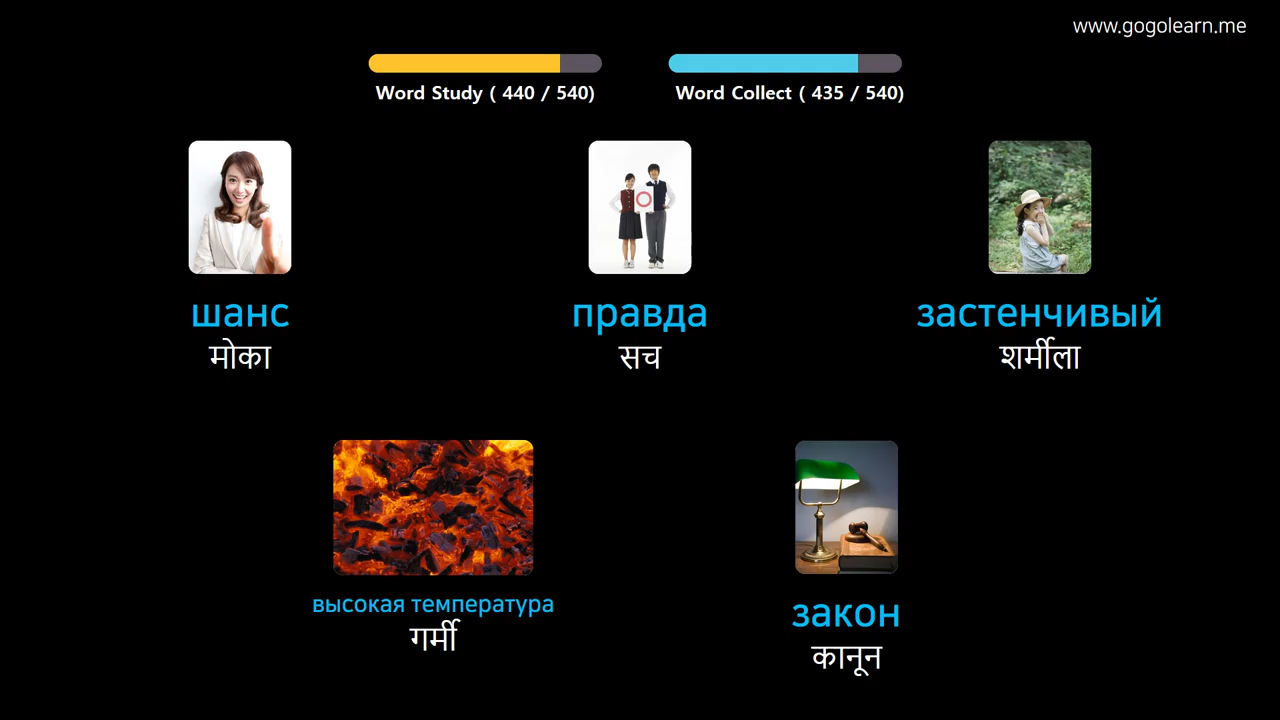 www.gogolearn.me
Word Study ( 440 / 540)
Word Collect ( 435 / 540)
шанс
मोका
правда
सच
застенчивый
शर्मीला
высокая температура
गर्मी
закон
कानून